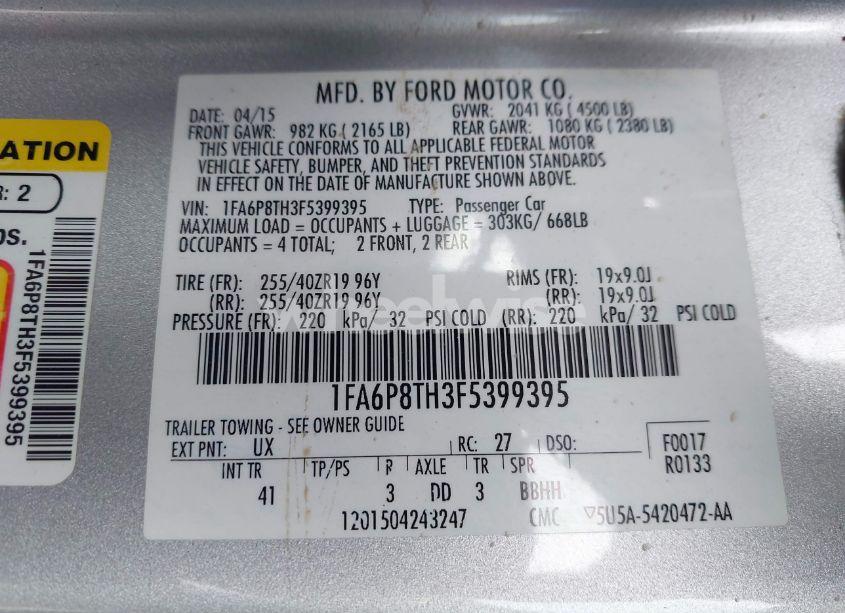 ATION
R: 2
os.
1FA6P8TH3F5399395
MFD. BY FORD MOTOR CO.
DATE: 04/15 GVWR: 2041 KG ( 4500 LB)
FRONT GAWR: 982 KG ( 2165 LB) REAR GAWR: 1080 KG ( 2380 LB)
THIS VEHICLE CONFORMS TO ALL APPLICABLE FEDERAL MOTOR
VEHICLE SAFETY, BUMPER, AND THEFT PREVENTION STANDARDS
IN EFFECT ON THE DATE OF MANUFACTURE SHOWN ABOVE.
VIN: 1FA6P8TH3F5399395 TYPE: Passenger Car
MAXIMUM LOAD = OCCUPANTS + LUGGAGE = 303KG/ 668LB
OCCUPANTS = 4 TOTAL; 2 FRONT, 2 REAR
TIRE (FR): 255/40ZR19 96Y RIMS (FR): 19x9.0J
(RR): 255/40ZR19 96Y (RR): 19x9.0J
PRESSURE (FR): 220 kPa/ 32 PSI COLD (RR): 220 kPa/ 32 PSI COLD
wheelwise
1FA6P8TH3F5399395
TRAILER TOWING - SEE OWNER GUIDE
EXT PNT: UX RC: 27 DSO: F0017
R0133
INT TR TP/PS R AXLE TR SPR
41 3 DD 3 BBHH
1201504243247 CMC ▽5U5A-5420472-AA